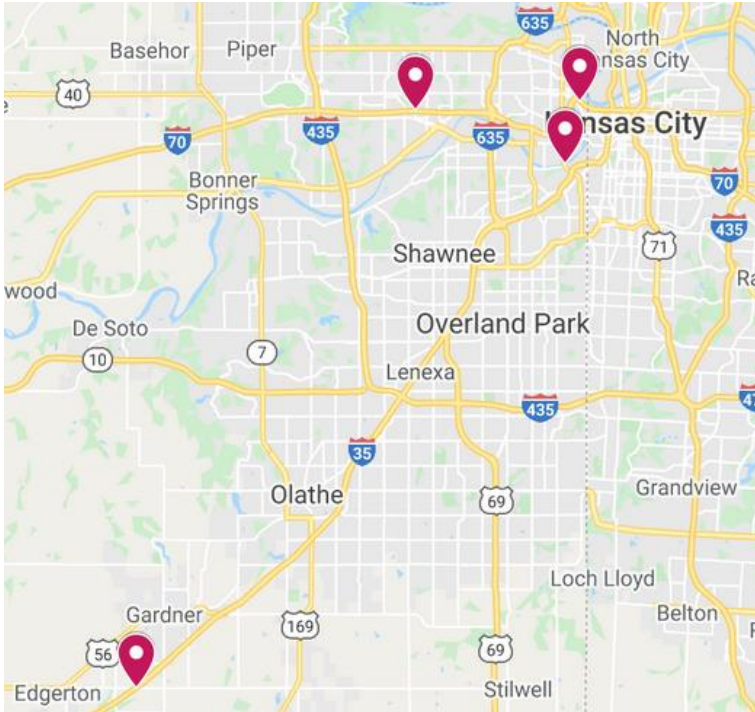 635
North
Kansas City
Basehor
Piper
40
435
70
635
Kansas City
Bonner
Springs
70
435
71
Shawnee
wood
De Soto
Overland Park
7
10
Lenexa
435
35
Olathe
69
Grandview
Loch Lloyd
Gardner
169
Belton
56
69
Edgerton
Stilwell